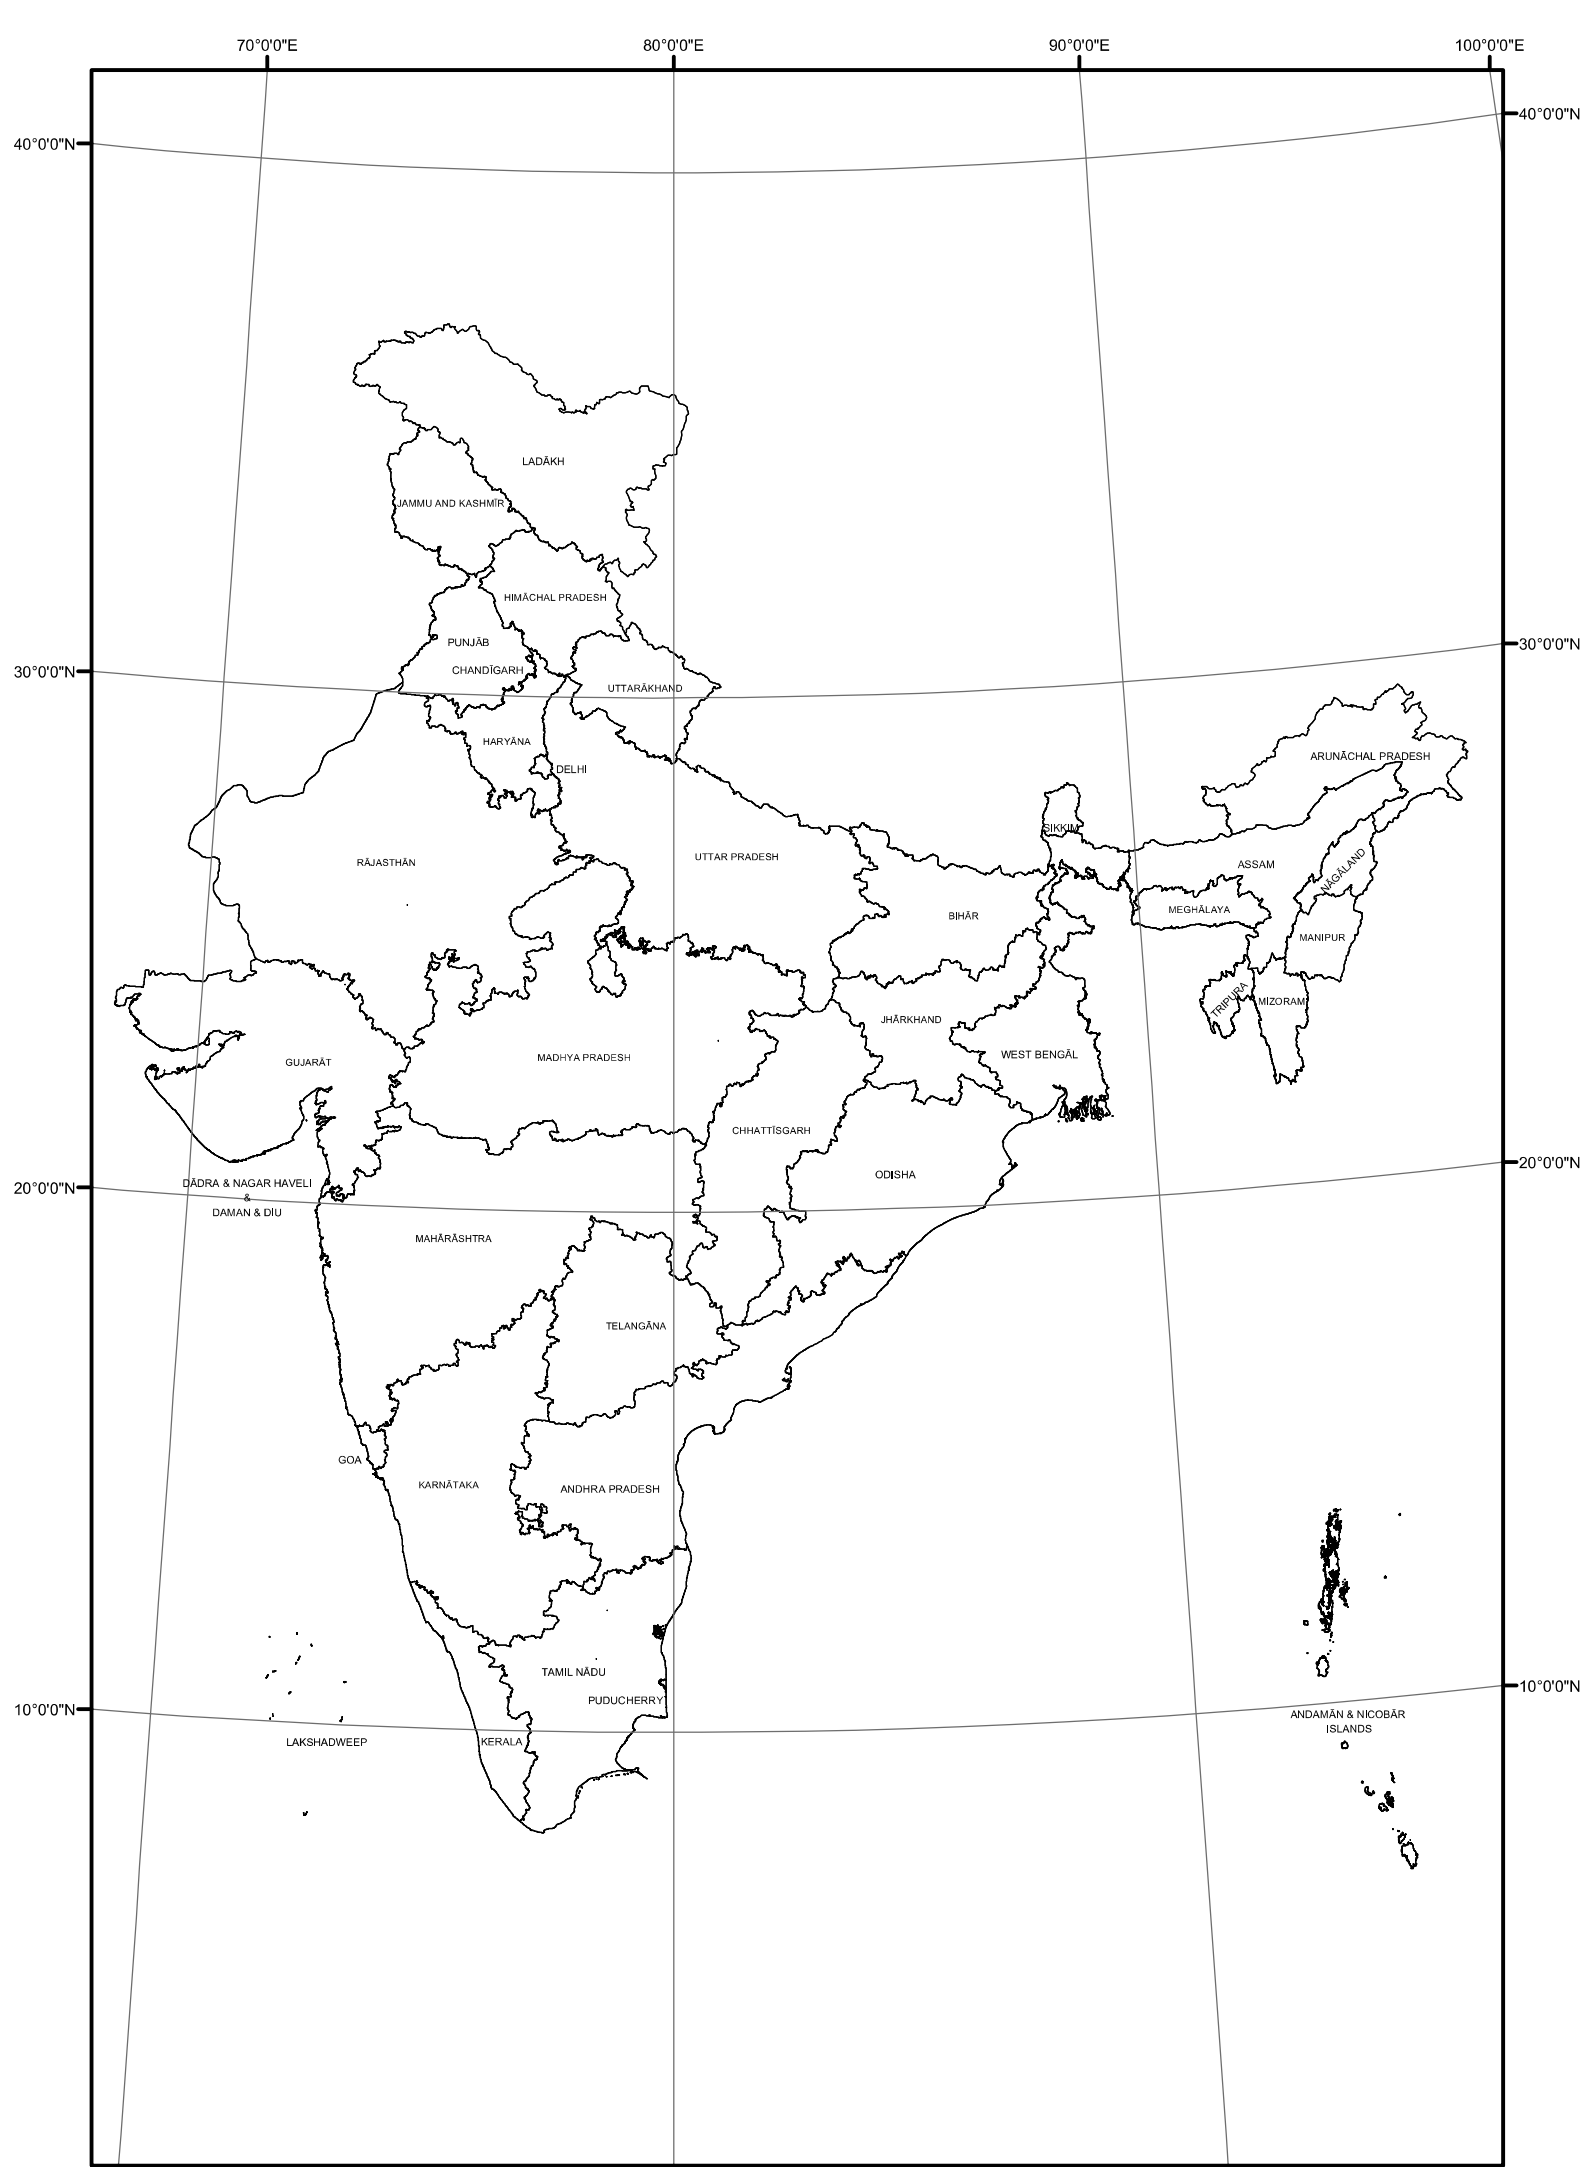 70°0'0"E 80°0'0"E 90°0'0"E 100°0'0"E
40°0'0"N 40°0'0"N
LADĀKH
JAMMU AND KASHMĪR
HIMĀCHAL PRADESH
PUNJĀB
30°0'0"N 30°0'0"N
CHANDĪGARH
UTTARĀKHAND
HARYĀNA
ARUNĀCHAL PRADESH
DELHI
SIKKIM
UTTAR PRADESH
RĀJASTHĀN
ASSAM
NĀGĀLAND
MEGHĀLAYA
BIHĀR
MANIPUR
TRIPURA
MĪZORAM
JHĀRKHAND
WEST BENGĀL
MADHYA PRADESH
GUJARĀT
CHHATTĪSGARH
ODISHA
20°0'0"N 20°0'0"N
DĀDRA & NAGAR HAVELI
&
DAMAN & DIU
MAHĀRĀSHTRA
TELANGĀNA
GOA
KARNĀTAKA
ANDHRA PRADESH
TAMIL NĀDU
10°0'0"N 10°0'0"N
PUDUCHERRY
ANDAMĀN & NICOBĀR
ISLANDS
LAKSHADWEEP
KERALA